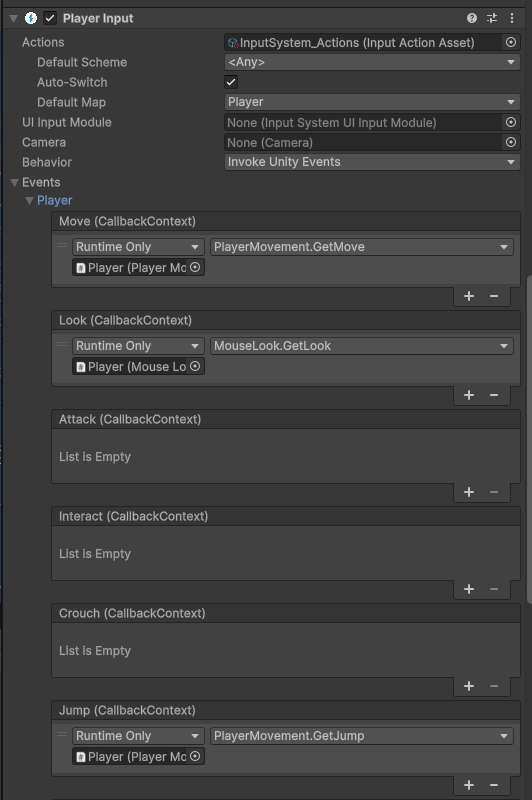 Player Input
Actions InputSystem_Actions (Input Action Asset)
Default Scheme <Any>
Auto-Switch
Default Map Player
UI Input Module None (Input System UI Input Module)
Camera None (Camera)
Behavior Invoke Unity Events
Events
Player
Move (CallbackContext)
Runtime Only PlayerMovement.GetMove
Player (Player Mo
Look (CallbackContext)
Runtime Only MouseLook.GetLook
Player (Mouse Lo
Attack (CallbackContext)
List is Empty
Interact (CallbackContext)
List is Empty
Crouch (CallbackContext)
List is Empty
Jump (CallbackContext)
Runtime Only PlayerMovement.GetJump
Player (Player Mo